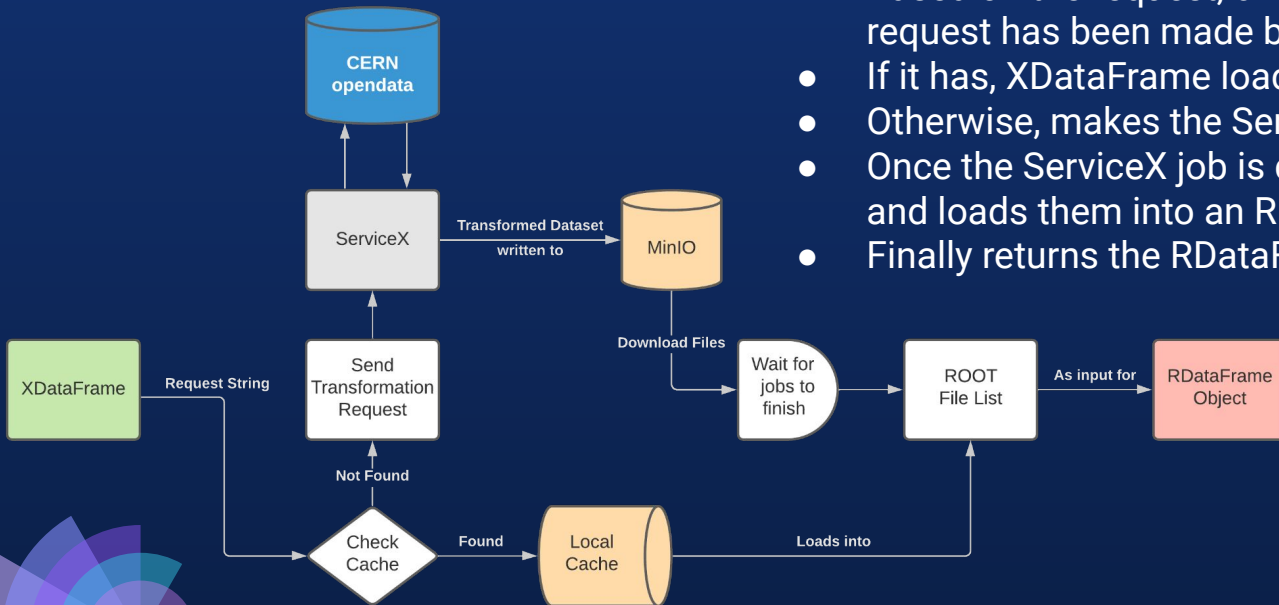 request has been made b
● If it has, XDataFrame load
● Otherwise, makes the Ser
● Once the ServiceX job is
and loads them into an R
● Finally returns the RDataF
CERN
opendata
ServiceX
Transformed Dataset
written to
MinIO
Download Files
XDataFrame
Request String
Send
Transformation
Request
Wait for
jobs to
finish
ROOT
File List
As input for
RDataFrame
Object
Not Found
Check
Cache
Found
Local
Cache
Loads into